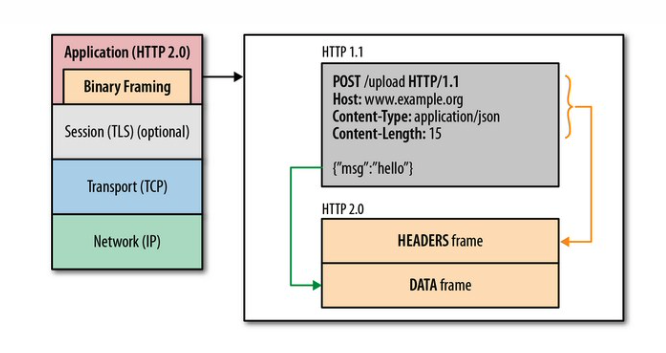 Application (HTTP 2.0)
Binary Framing
Session (TLS) (optional)
Transport (TCP)
Network (IP)
HTTP 1.1
POST /upload HTTP/1.1
Host: www.example.org
Content-Type: application/json
Content-Length: 15
{"msg":"hello"}
HTTP 2.0
HEADERS frame
DATA frame